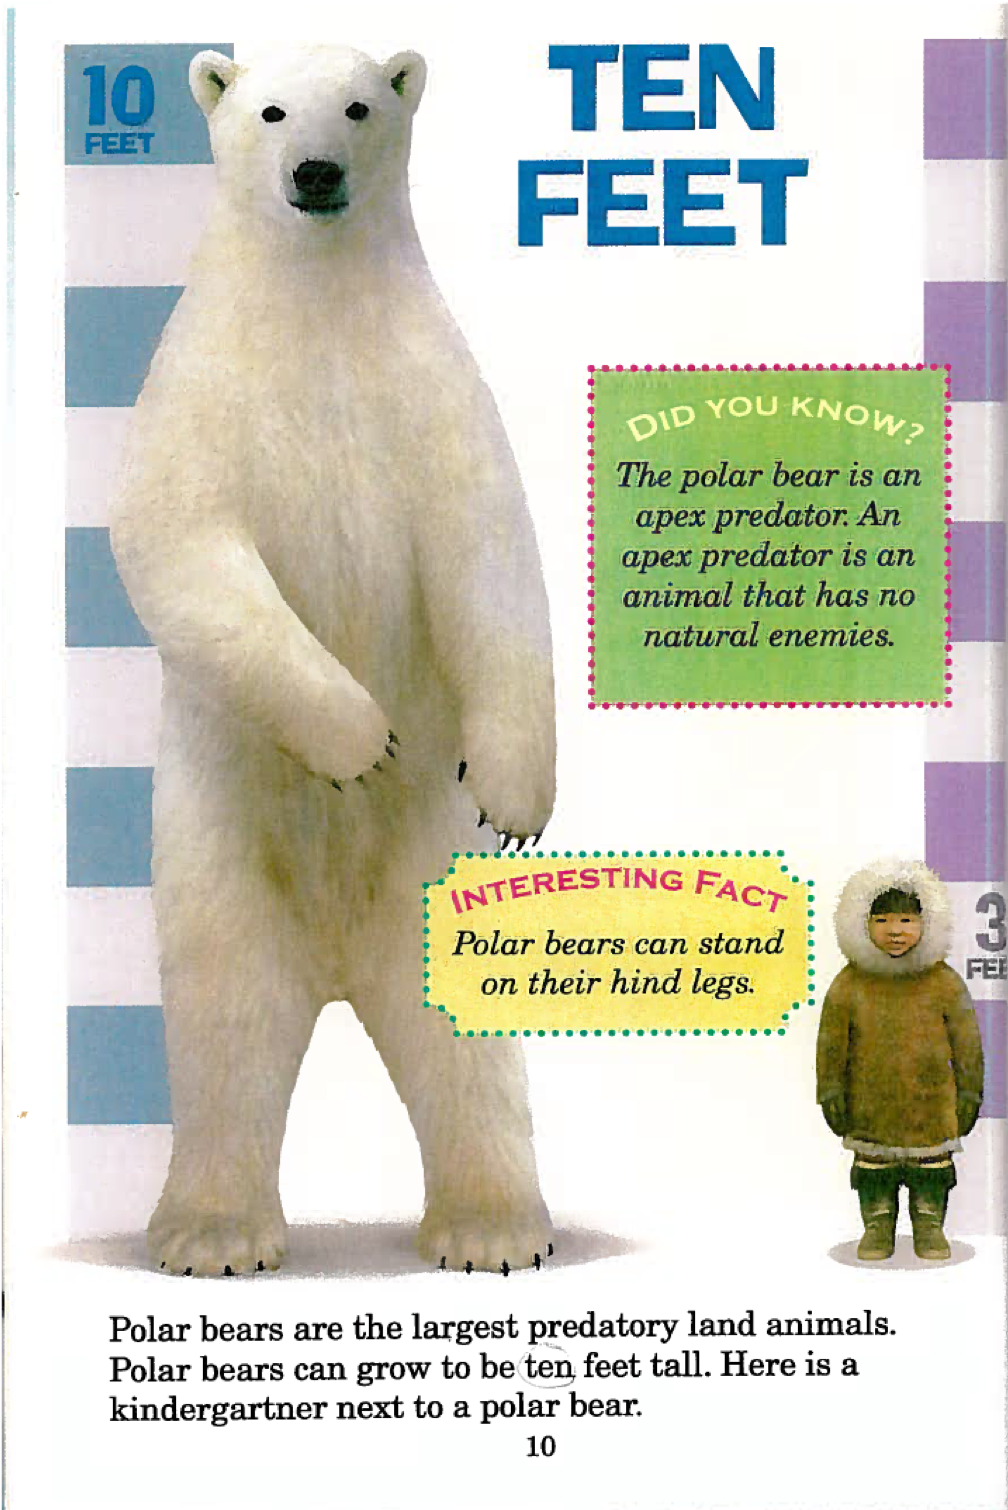 10
FEET
TEN
FEET
DID YOU KNOW?
The polar bear is an
apex predator. An
apex predator is an
animal that has no
natural enemies.
INTERESTING FACT
Polar bears can stand
on their hind legs.
3
FEE
Polar bears are the largest predatory land animals.
Polar bears can grow to be ten feet tall. Here is a
kindergartner next to a polar bear.
10